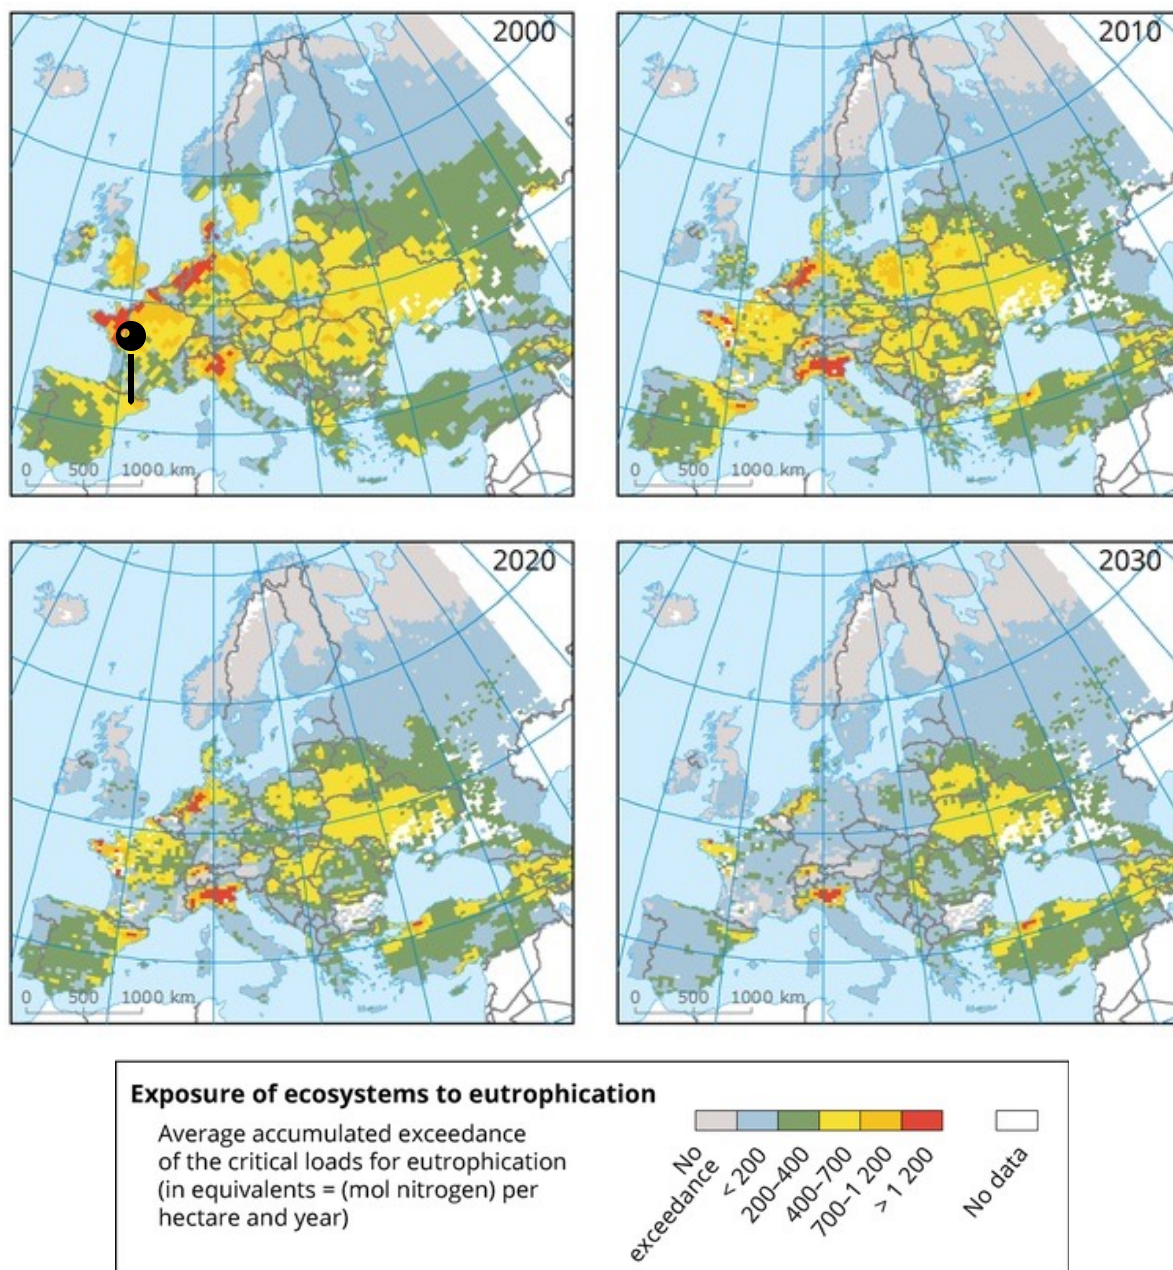 2000
2010
0 500 1000 km
0 500 1000 km
2020
2030
0 500 1000 km
0 500 1000 km
Exposure of ecosystems to eutrophication
Average accumulated exceedance
of the critical loads for eutrophication
(in equivalents = (mol nitrogen) per
hectare and year)
No
exceedance
< 200
200–400
400–700
700–1 200
> 1 200
No data